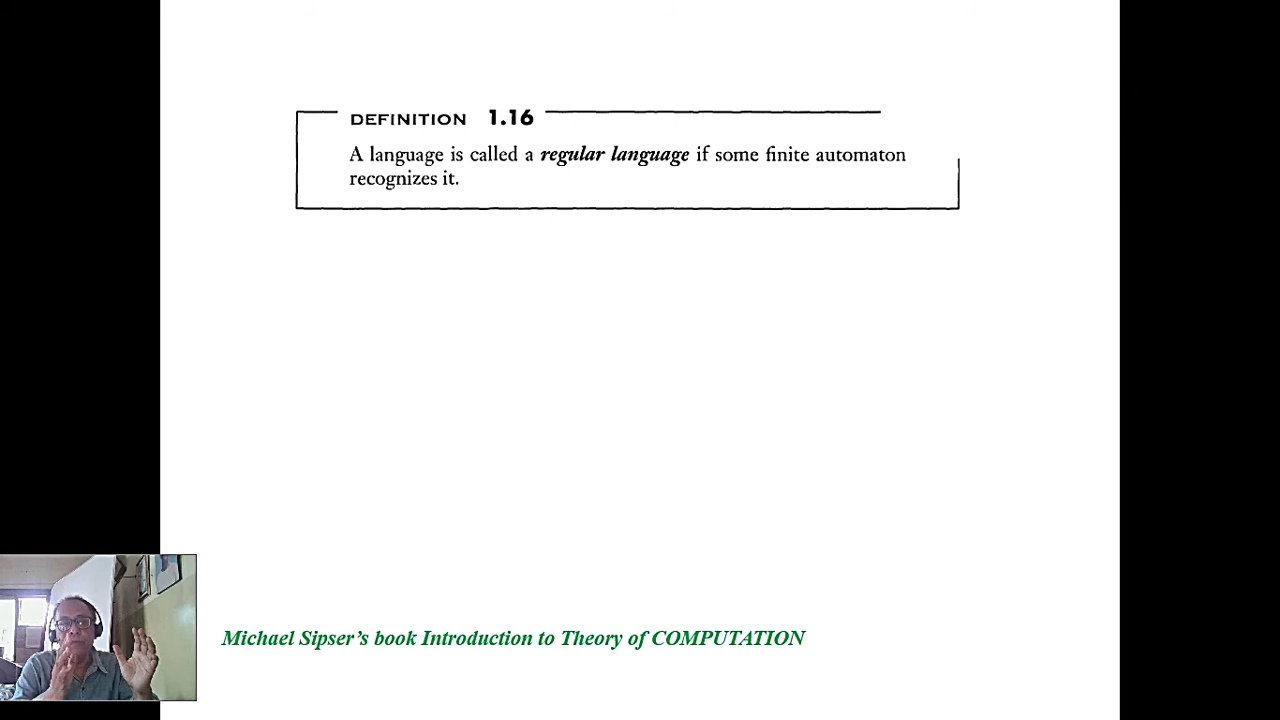 DEFINITION 1.16
A language is called a regular language if some finite automaton
recognizes it.
Michael Sipser's book Introduction to Theory of COMPUTATION